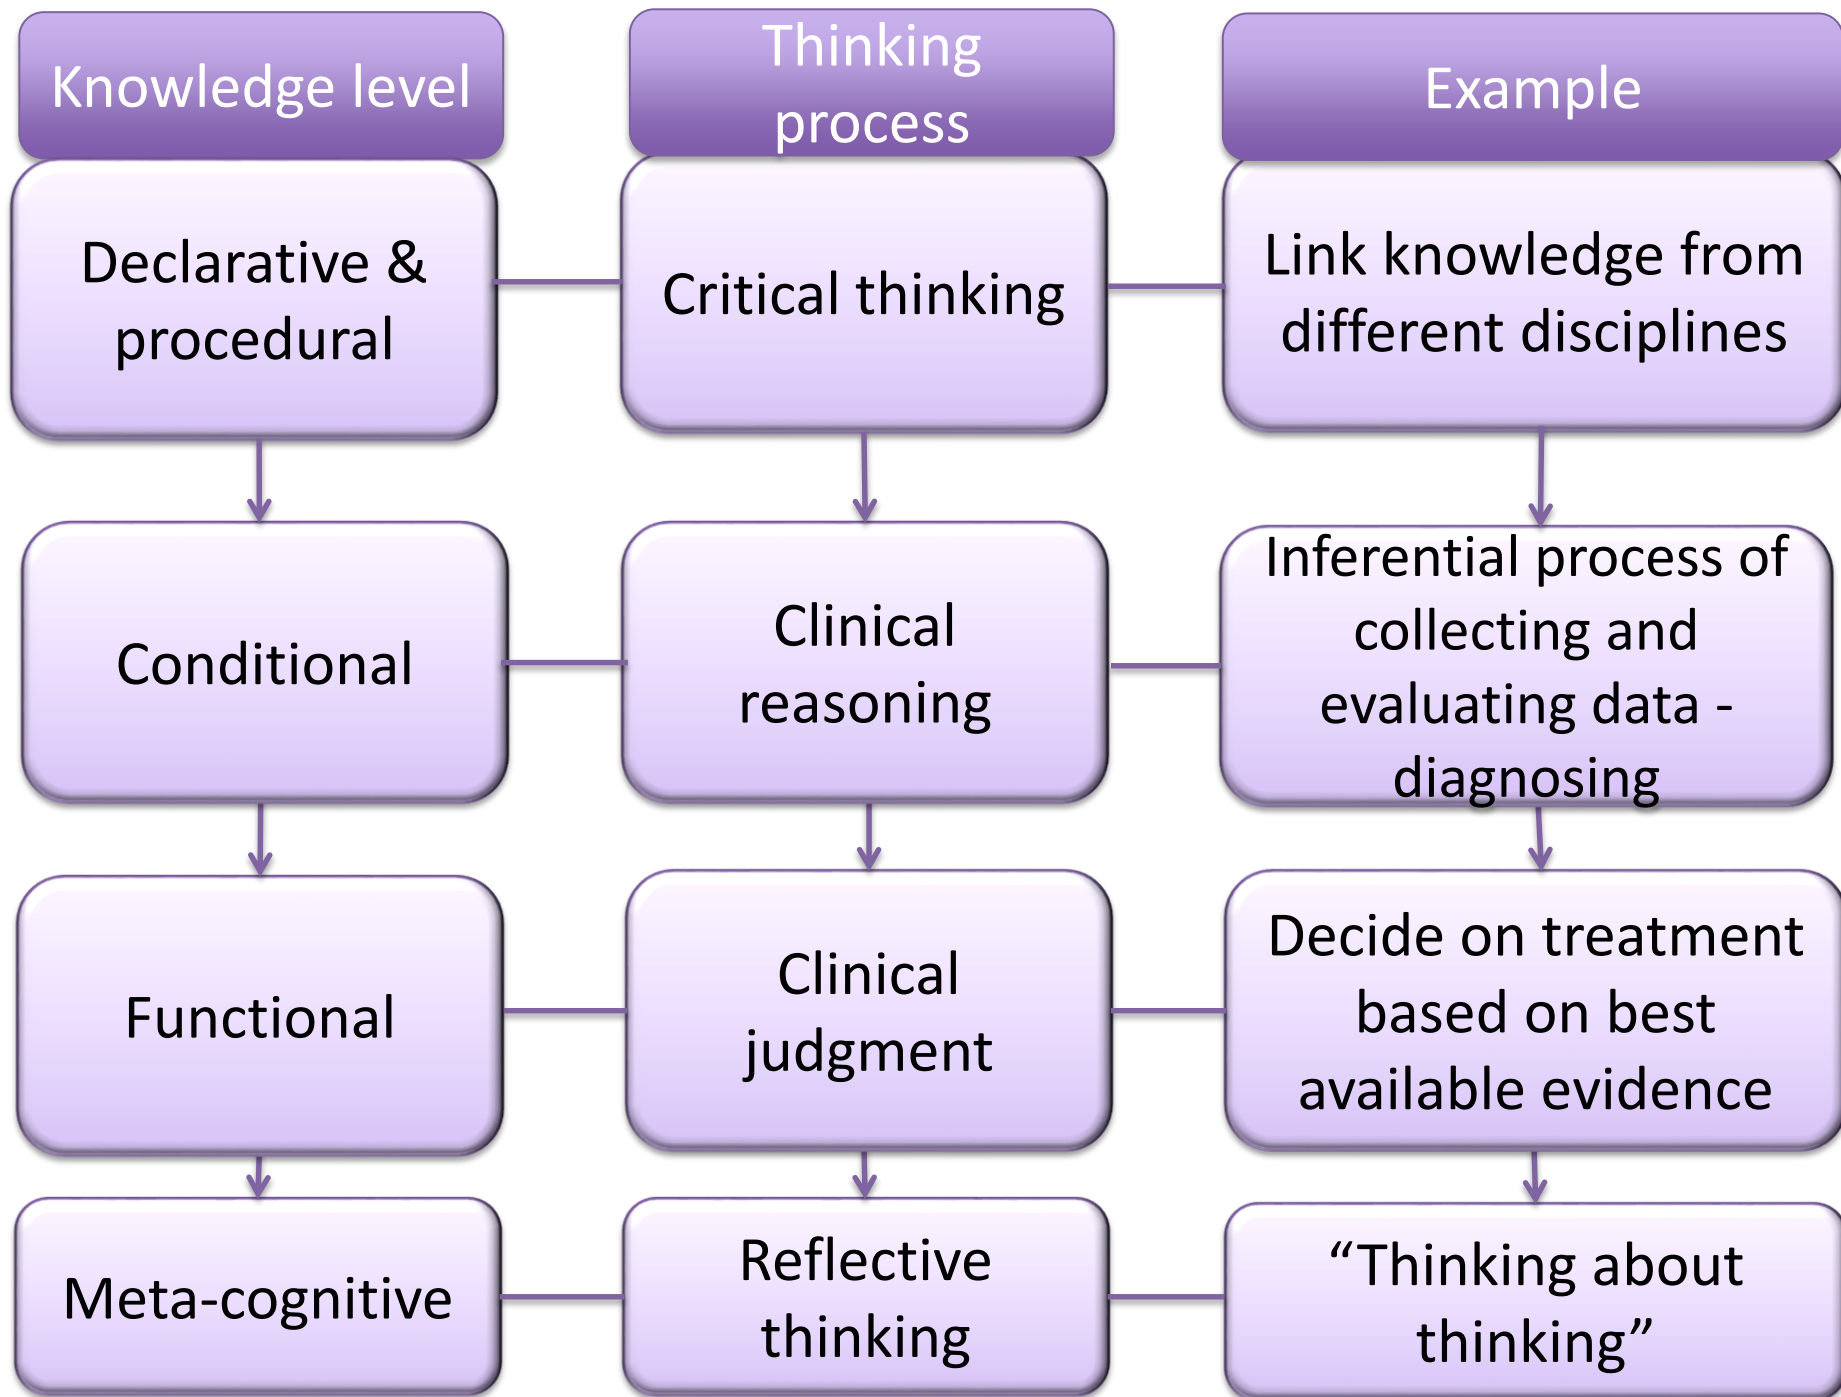 Knowledge level
Thinking
process
Example
Declarative &
procedural
Critical thinking
Link knowledge from
different disciplines
Conditional
Clinical
reasoning
Inferential process of
collecting and
evaluating data -
diagnosing
Functional
Clinical
judgment
Decide on treatment
based on best
available evidence
Meta-cognitive
Reflective
thinking
“Thinking about
thinking”